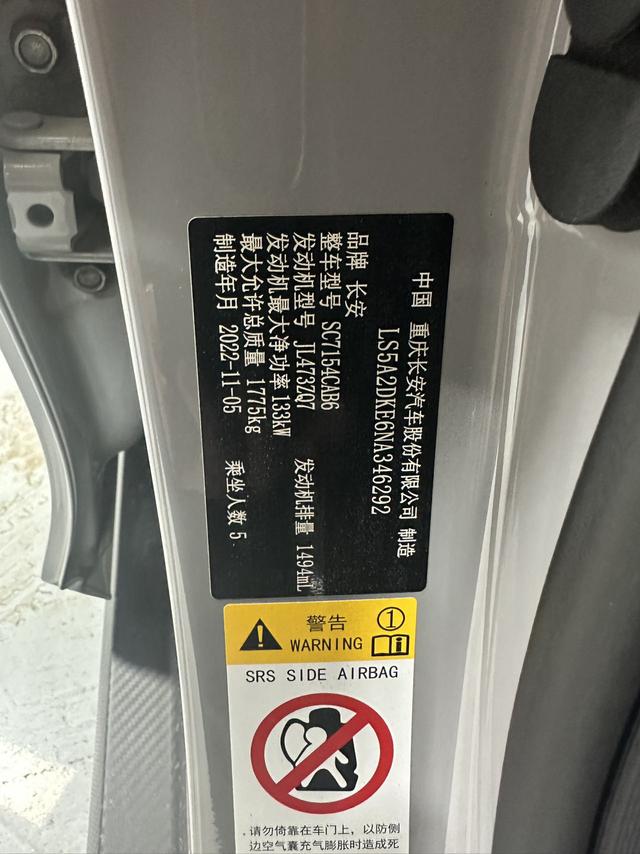 中国 重庆长安汽车股份有限公司 制造
LS5A2DKE6NA346292
品牌 长安
整车型号 SC7154CAB6
发动机型号 JL473ZQ7 发动机排量 1494mL
发动机最大净功率 133kW
最大允许总质量 1775kg
制造年月 2022-11-05 乘坐人数 5
警告 1
WARNING i
SRS SIDE AIRBAG
.请勿倚靠在车门上，以防侧
边空气囊充气膨胀时造成死